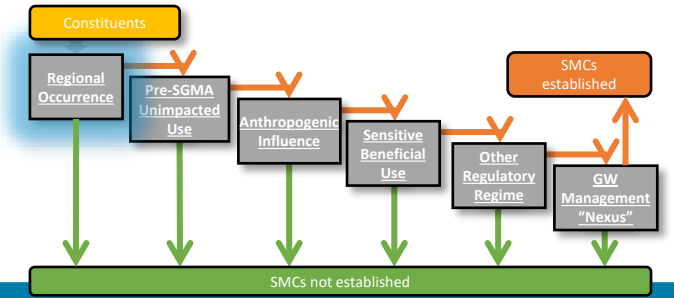 Constituents
Regional
Occurrence
Pre-SGMA
Unimpacted
Use
Anthropogenic
Influence
Sensitive
Beneficial
Use
Other
Regulatory
Regime
GW
Management
“Nexus”
SMCs
established
SMCs not established